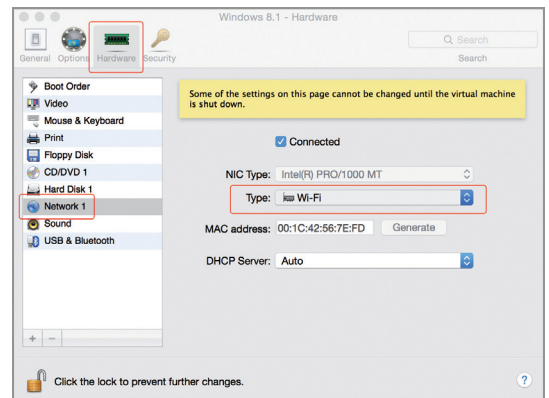 Windows 8.1 - Hardware
General Options Hardware Security
Search
Search
Boot Order
Video
Mouse & Keyboard
Print
Floppy Disk
CD/DVD 1
Hard Disk 1
Network 1
Sound
USB & Bluetooth
Some of the settings on this page cannot be changed until the virtual machine
is shut down.
Connected
NIC Type: Intel(R) PRO/1000 MT
Type: Wi-Fi
MAC address: 00:1C:42:56:7E:FD Generate
DHCP Server: Auto
+ -
Click the lock to prevent further changes.
?